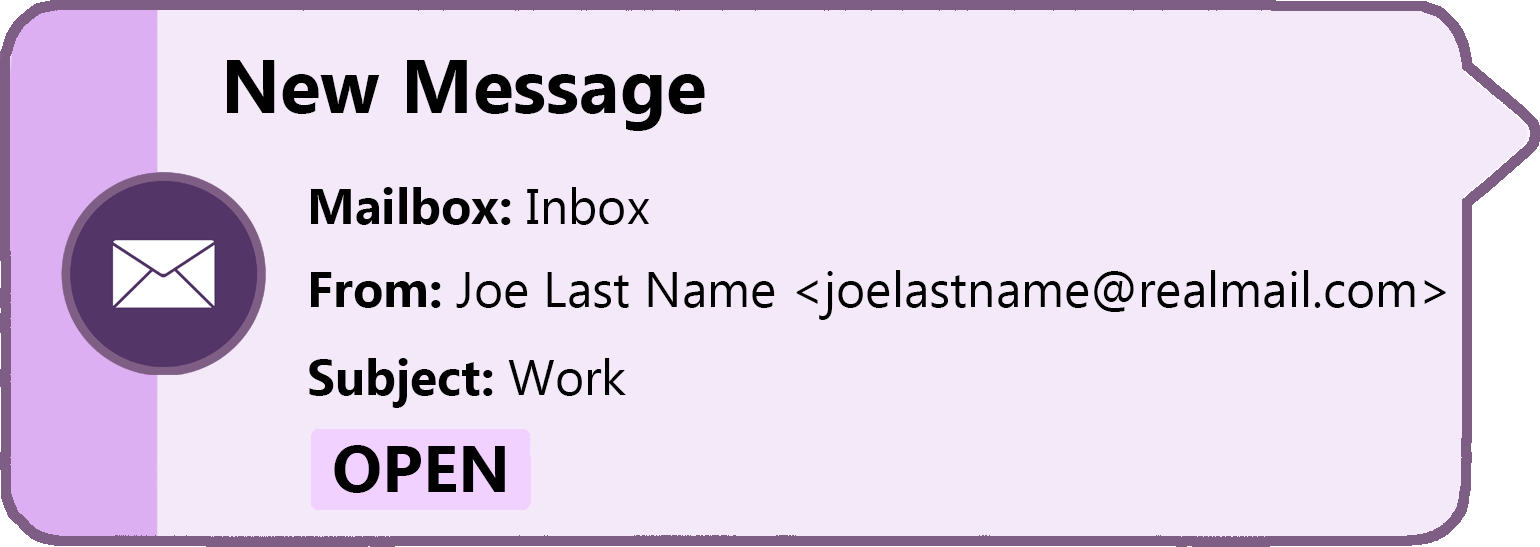 New Message
Mailbox: Inbox
From: Joe Last Name <joelastname@realmail.com>
Subject: Work
OPEN